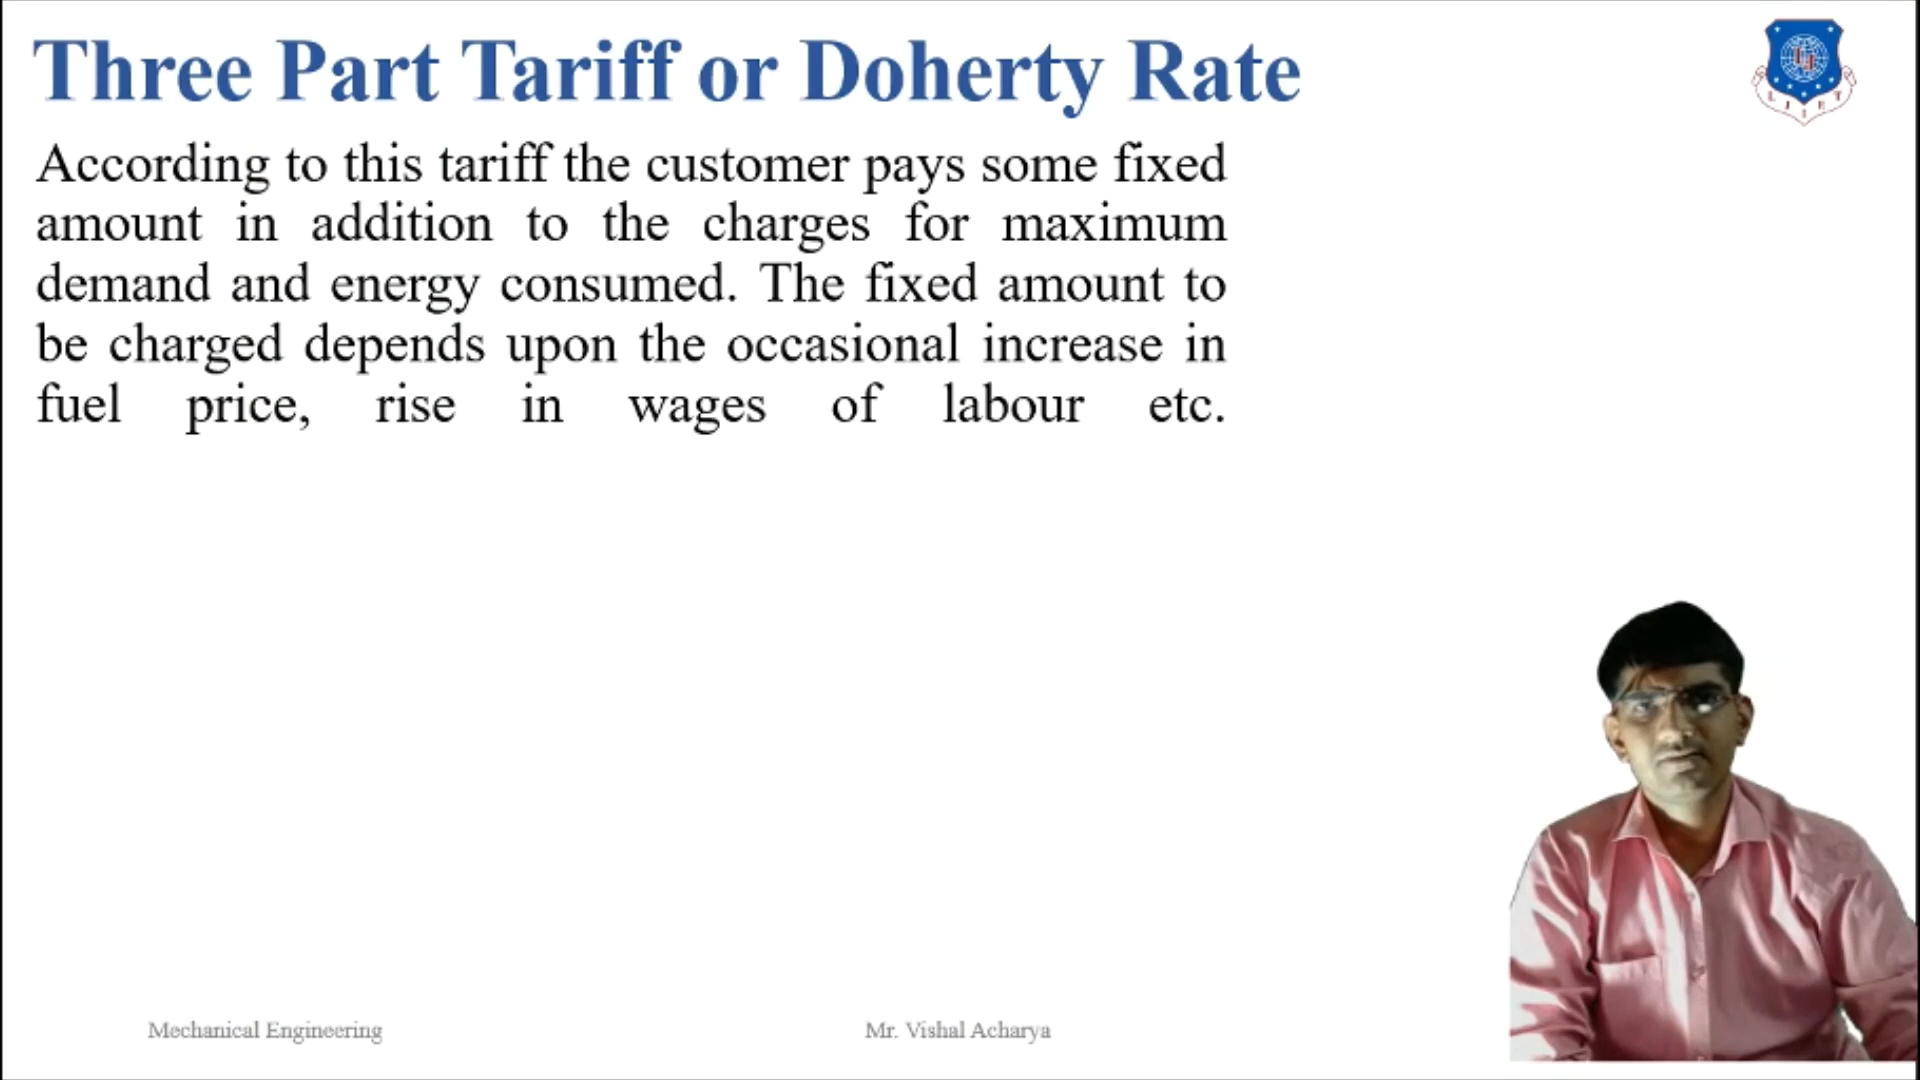 Three Part Tariff or Doherty Rate
According to this tariff the customer pays some fixed
amount in addition to the charges for maximum
demand and energy consumed. The fixed amount to
be charged depends upon the occasional increase in
fuel price, rise in wages of labour etc.
Mechanical Engineering
Mr. Vishal Acharya